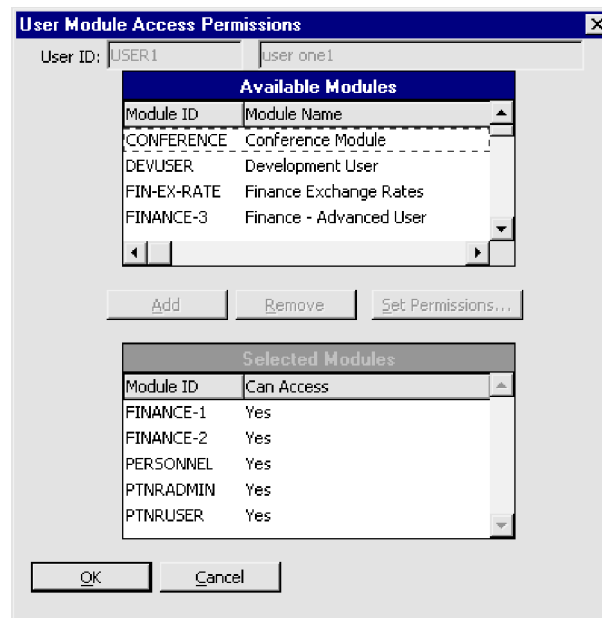 User Module Access Permissions
User ID: USER1 user one1
Available Modules
Module ID Module Name
CONFERENCE Conference Module
DEVUSER Development User
FIN-EX-RATE Finance Exchange Rates
FINANCE-3 Finance - Advanced User
Add Remove Set Permissions...
Selected Modules
Module ID Can Access
FINANCE-1 Yes
FINANCE-2 Yes
PERSONNEL Yes
PTNRADMIN Yes
PTNRUSER Yes
OK Cancel